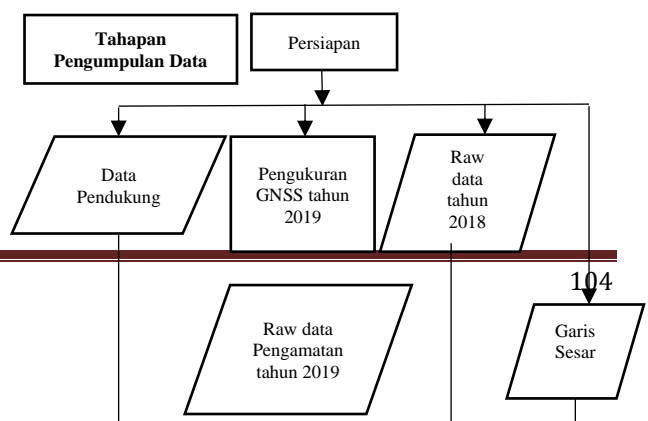 Tahapan
Pengumpulan Data
Persiapan
Data
Pendukung
Pengukuran
GNSS tahun
2019
Raw
data
tahun
2018
104
Raw data
Pengamatan
tahun 2019
Garis
Sesar